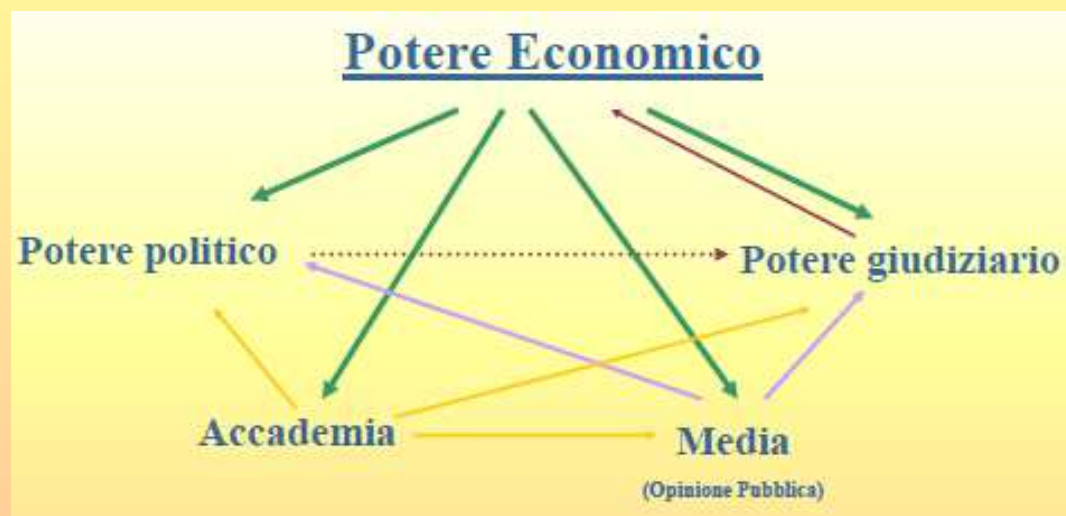 Potere Economico
Potere politico
Potere giudiziario
Accademia
Media
(Opinione Pubblica)